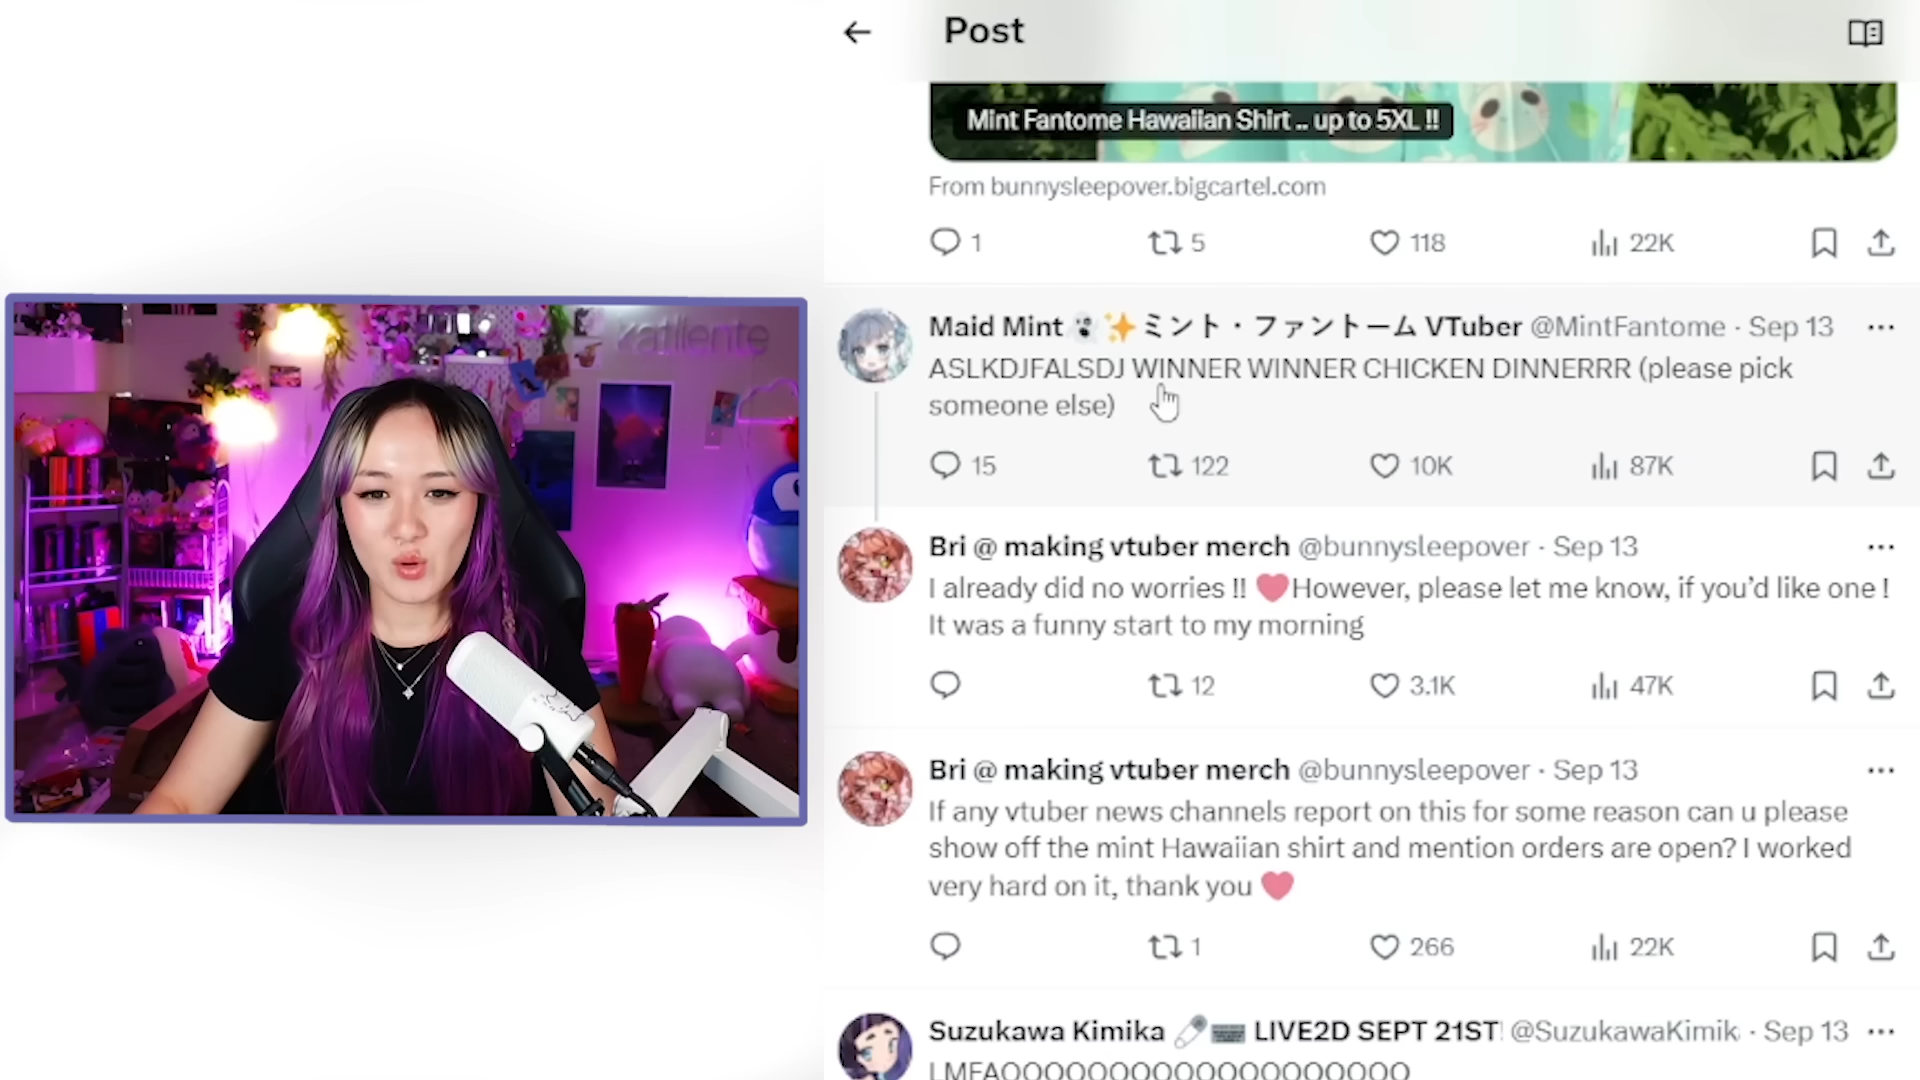 Post
Mint Fantome Hawaiian Shirt .. up to 5XL !!
From bunnysleepover.bigcartel.com
1 5 118 22K
Maid Mint 👻✨ミント・ファントーム VTuber @MintFantome · Sep 13
ASLKDJFALSDJ WINNER WINNER CHICKEN DINNERRR (please pick
someone else)
15 122 10K 87K
Bri @ making vtuber merch @bunnysleepover · Sep 13
I already did no worries !! ❤️However, please let me know, if you’d like one !
It was a funny start to my morning
12 3.1K 47K
Bri @ making vtuber merch @bunnysleepover · Sep 13
If any vtuber news channels report on this for some reason can u please
show off the mint Hawaiian shirt and mention orders are open? I worked
very hard on it, thank you ❤️
1 266 22K
Suzukawa Kimika LIVE2D SEPT 21ST! @SuzukawaKimik · Sep 13
LMFAOOOOOOOOOOOOOOOOOOO